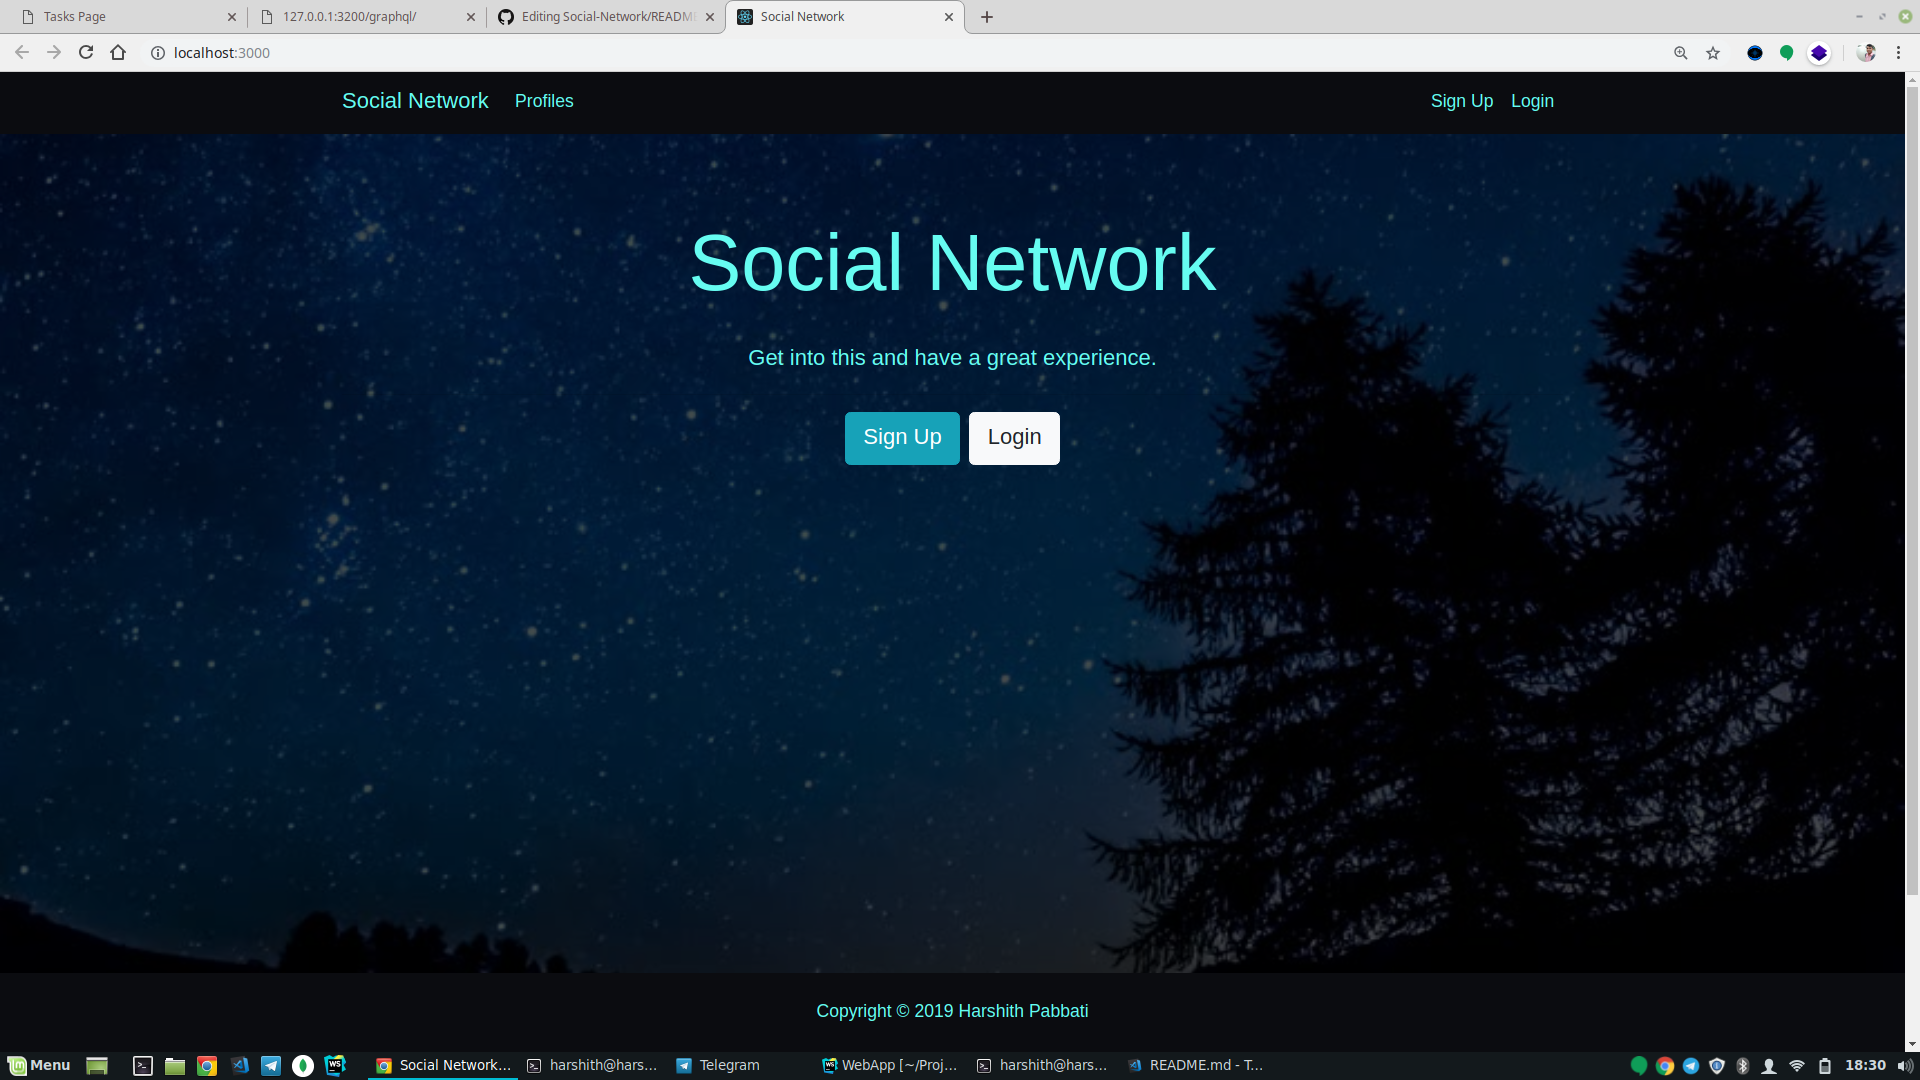 Tasks Page
127.0.0.1:3200/graphql/
Editing Social-Network/READM
Social Network
localhost:3000
Social Network
Profiles
Sign Up
Login
Social Network
Get into this and have a great experience.
Sign Up
Login
Copyright © 2019 Harshith Pabbati
Menu
WS
Social Network...
harshith@hars...
Telegram
WS
WebApp [~/Proj...
harshith@hars...
README.md - T...
18:30